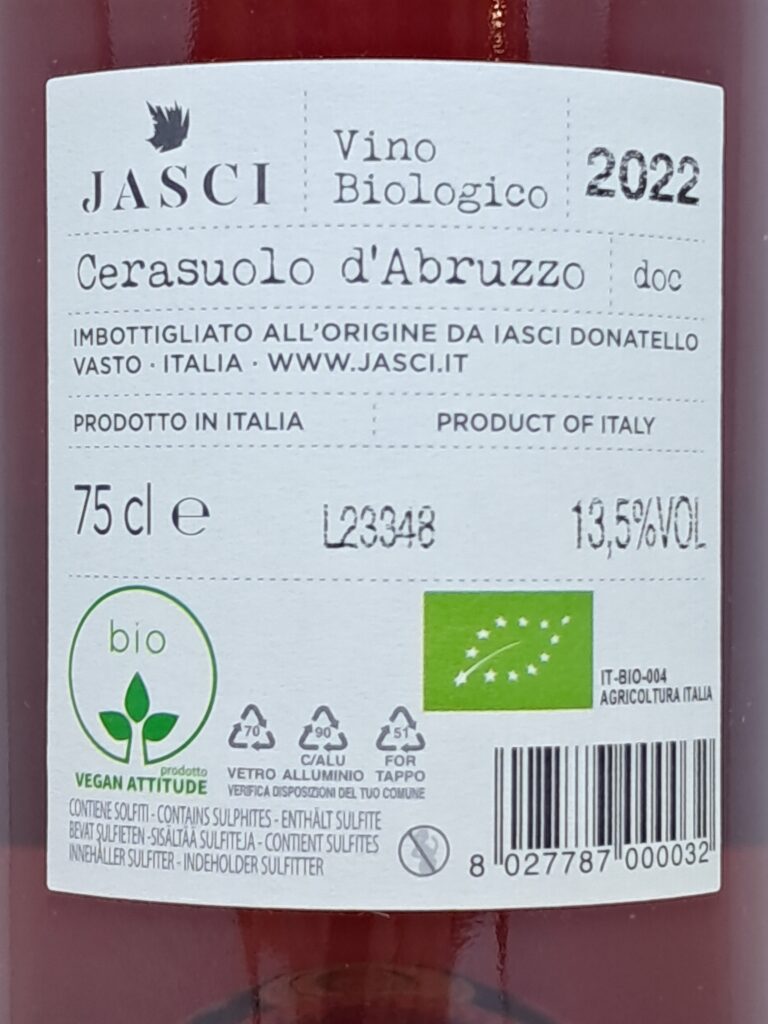 JASCI
Vino
Biologico
2022
Cerasuolo d'Abruzzo
doc
IMBOTTIGLIATO ALL'ORIGINE DA IASCI DONATELLO
VASTO · ITALIA · WWW.JASCI.IT
PRODOTTO IN ITALIA
PRODUCT OF ITALY
75 cl ℮
L23348
13,5%VOL
bio
prodotto
VEGAN ATTITUDE
70
VETRO
90
C/ALU
ALLUMINIO
51
FOR
TAPPO
VERIFICA DISPOSIZIONI DEL TUO COMUNE
IT-BIO-004
AGRICOLTURA ITALIA
CONTIENE SOLFITI - CONTAINS SULPHITES - ENTHÄLT SULFITE
BEVAT SULFIETEN -SISÄLTÄÄ SULFITEJA - CONTIENT SULFITES
INNEHÅLLER SULFITER - INDEHOLDER SULFITTER
8 027787 000032